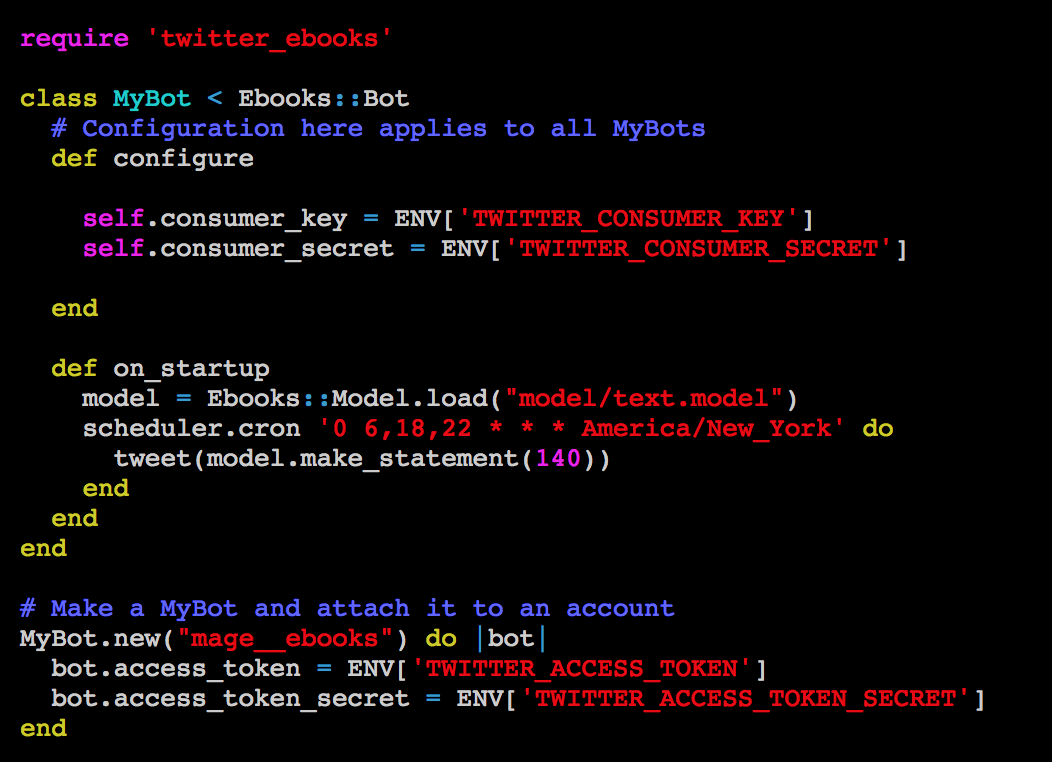 require 'twitter_ebooks'

class MyBot < Ebooks::Bot
  # Configuration here applies to all MyBots
  def configure

    self.consumer_key = ENV['TWITTER_CONSUMER_KEY']
    self.consumer_secret = ENV['TWITTER_CONSUMER_SECRET']

  end

  def on_startup
    model = Ebooks::Model.load("model/text.model")
    scheduler.cron '0 6,18,22 * * * America/New_York' do
      tweet(model.make_statement(140))
    end
  end
end

# Make a MyBot and attach it to an account
MyBot.new("mage__ebooks") do |bot|
  bot.access_token = ENV['TWITTER_ACCESS_TOKEN']
  bot.access_token_secret = ENV['TWITTER_ACCESS_TOKEN_SECRET']
end